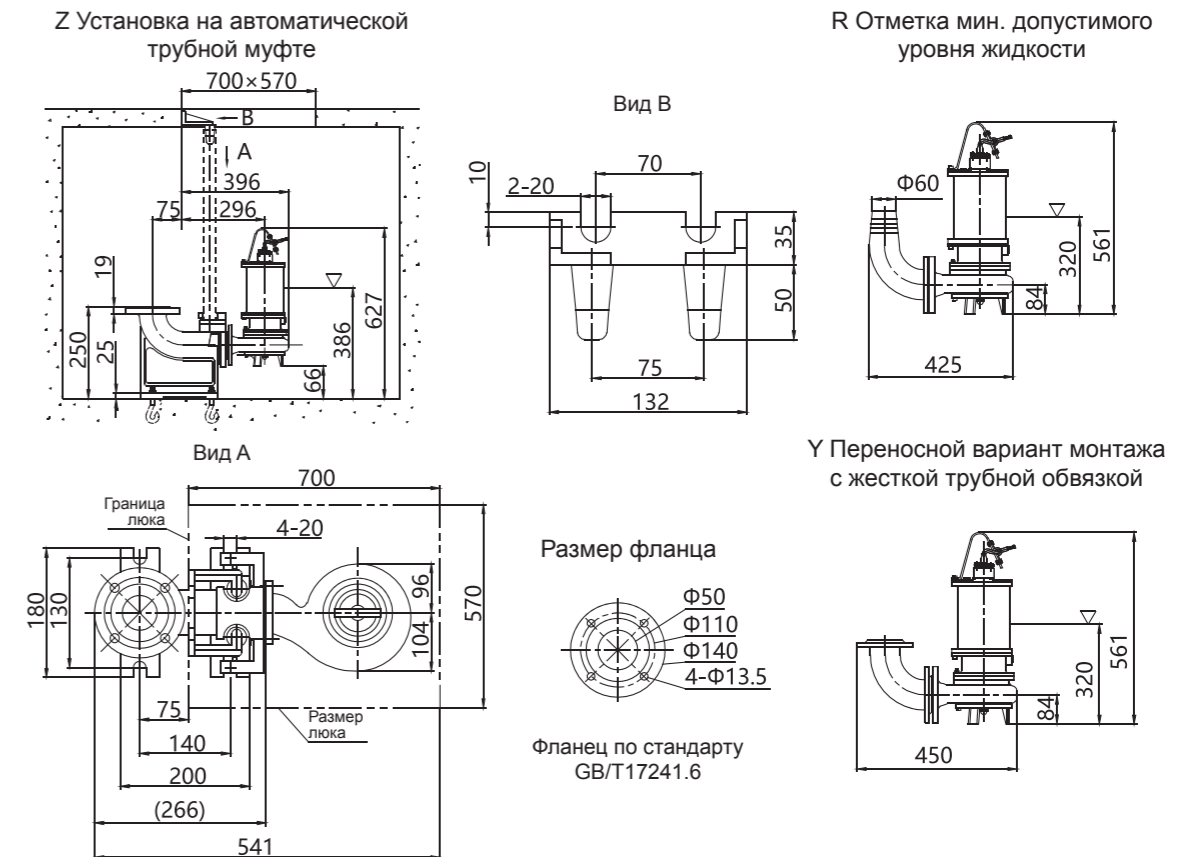 Z Установка на автоматической
трубной муфте
700×570
B
A
396
75
296
19
250
25
627
386
66
Вид B
10
2-20
70
35
50
75
132
R Отметка мин. допустимого
уровня жидкости
Φ60
561
320
84
425
Вид A
700
Граница
люка
4-20
180
130
96
104
570
75
Размер
люка
140
200
(266)
541
Размер фланца
Φ50
Φ110
Φ140
4-Φ13.5
Фланец по стандарту
GB/T17241.6
Y Переносной вариант монтажа
с жесткой трубной обвязкой
561
320
84
450